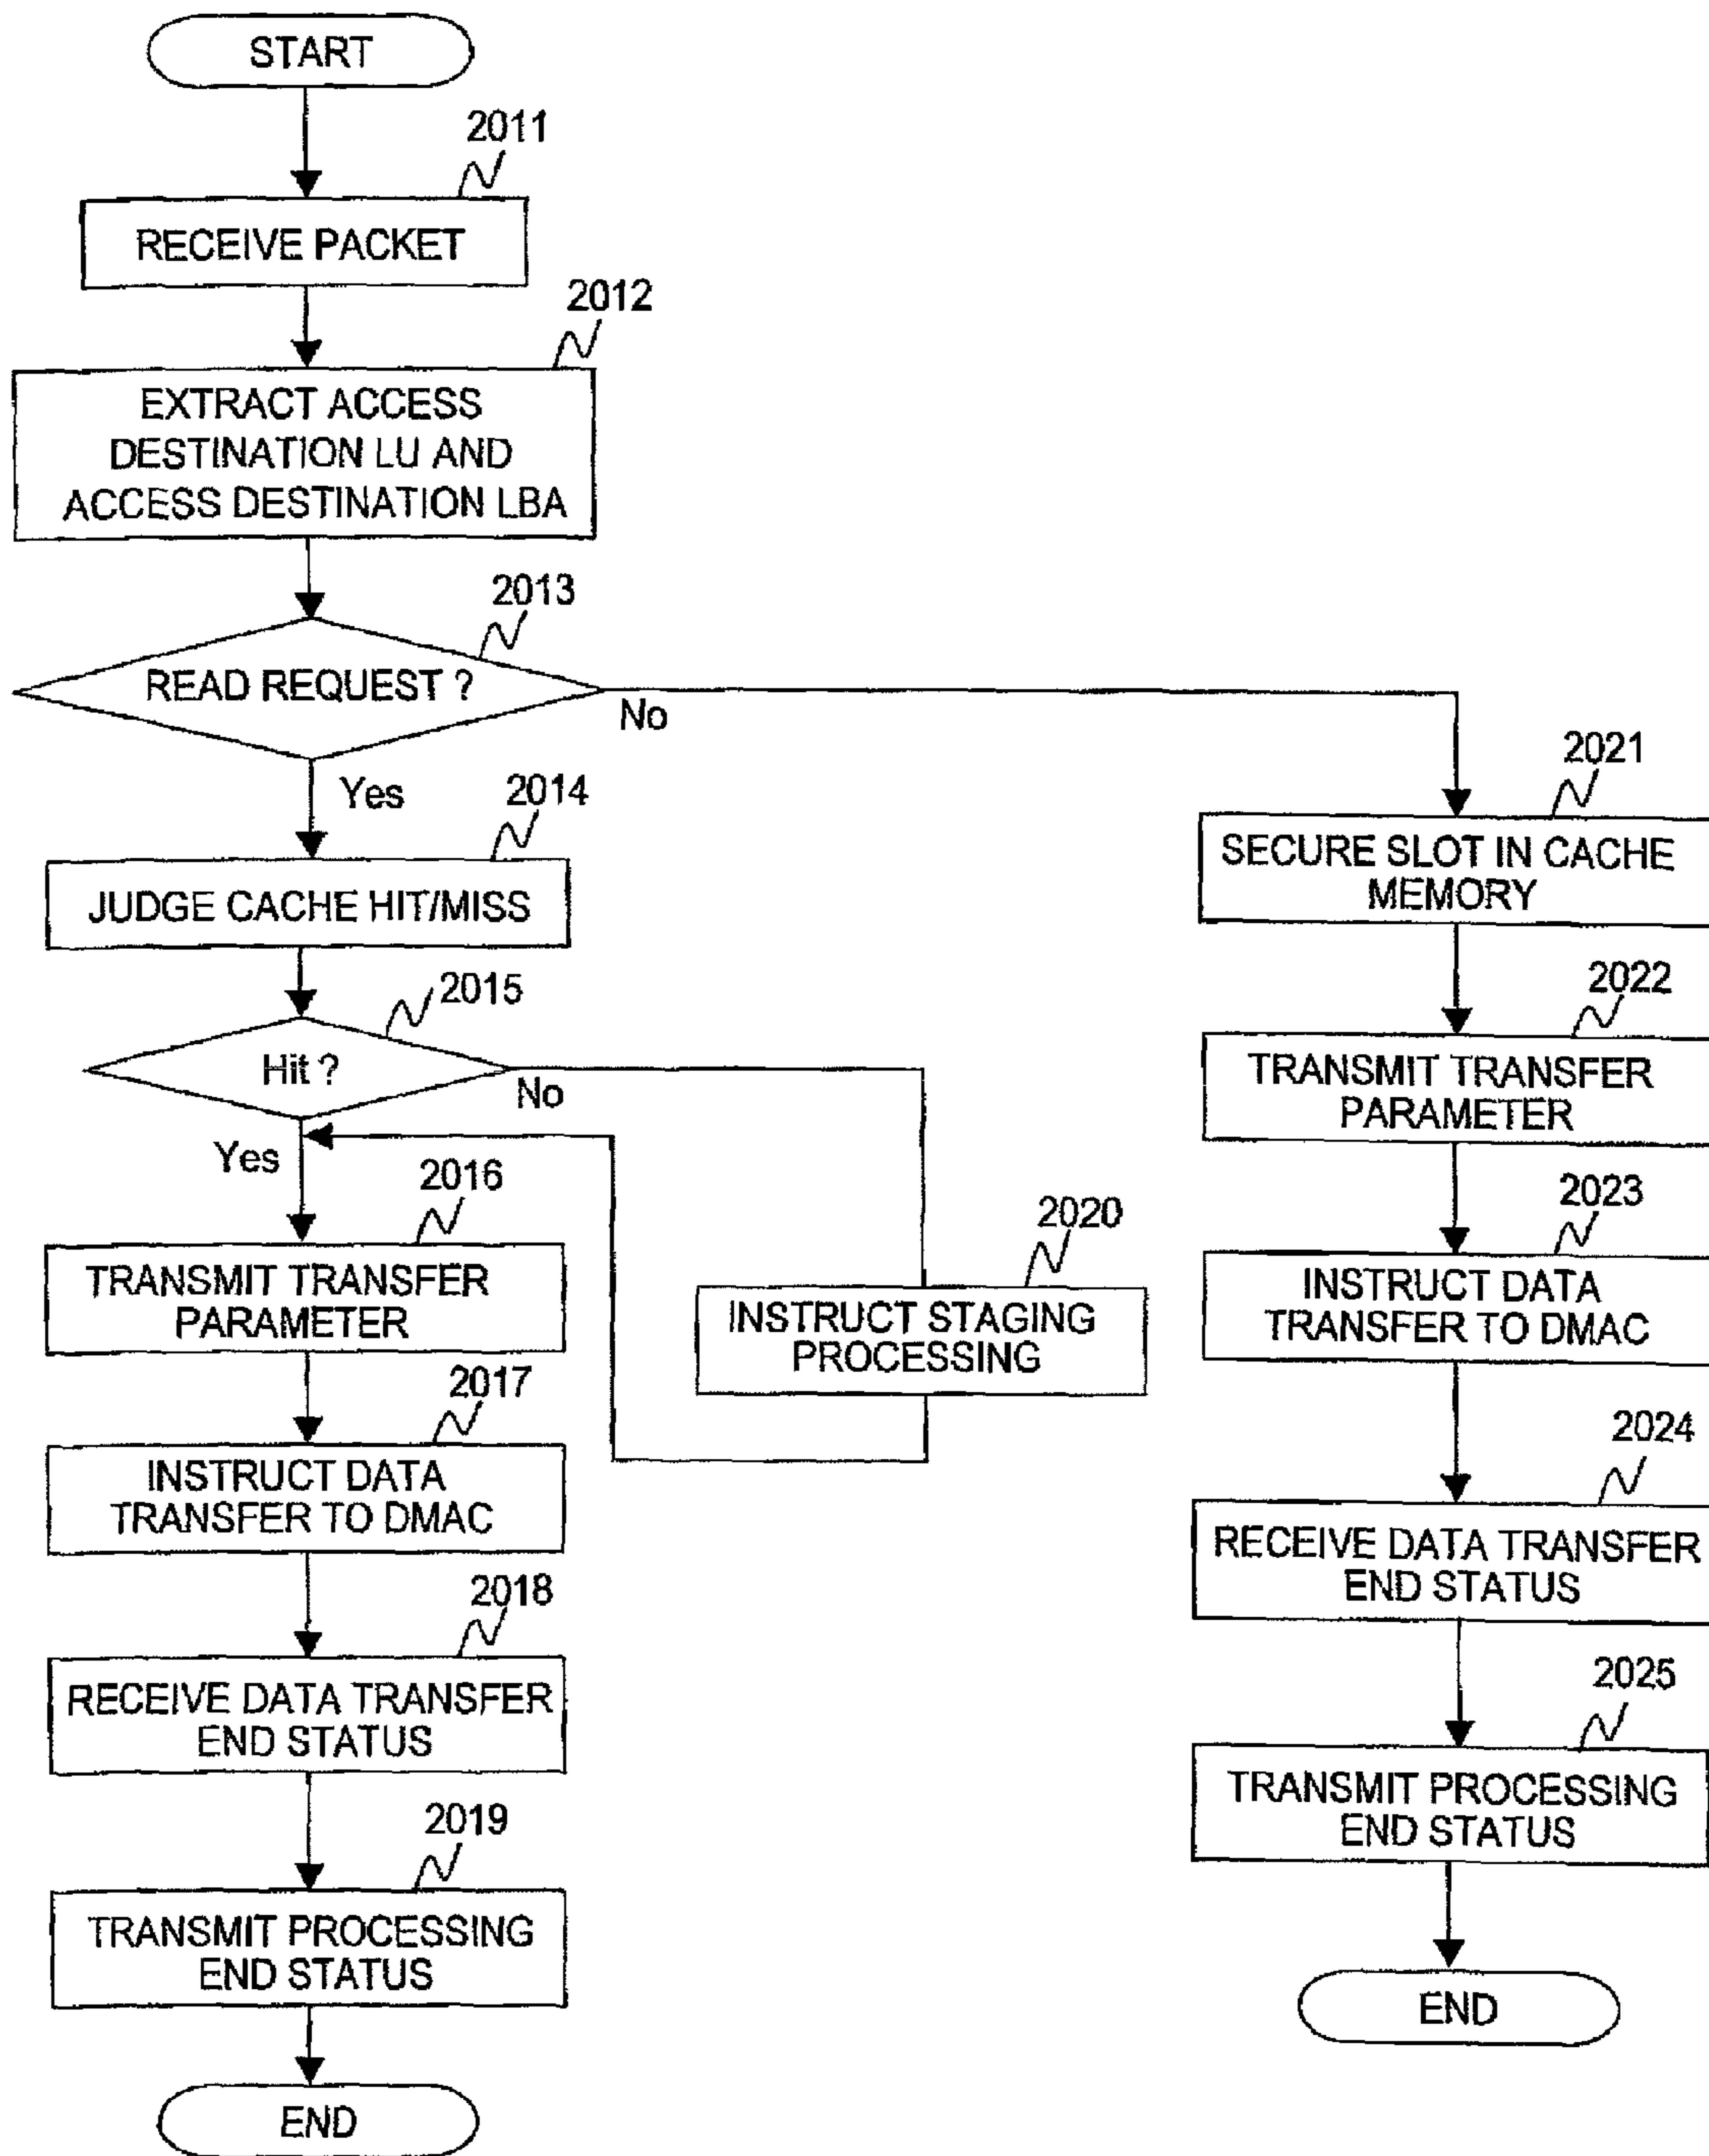 START
2011
RECEIVE PACKET
2012
EXTRACT ACCESS
DESTINATION LU AND
ACCESS DESTINATION LBA
2013
READ REQUEST ?
No
Yes
2014
JUDGE CACHE HIT/MISS
2015
Hit ?
No
Yes
2016
TRANSMIT TRANSFER
PARAMETER
2017
INSTRUCT DATA
TRANSFER TO DMAC
2018
RECEIVE DATA TRANSFER
END STATUS
2019
TRANSMIT PROCESSING
END STATUS
END
2020
INSTRUCT STAGING
PROCESSING
2021
SECURE SLOT IN CACHE
MEMORY
2022
TRANSMIT TRANSFER
PARAMETER
2023
INSTRUCT DATA
TRANSFER TO DMAC
2024
RECEIVE DATA TRANSFER
END STATUS
2025
TRANSMIT PROCESSING
END STATUS
END